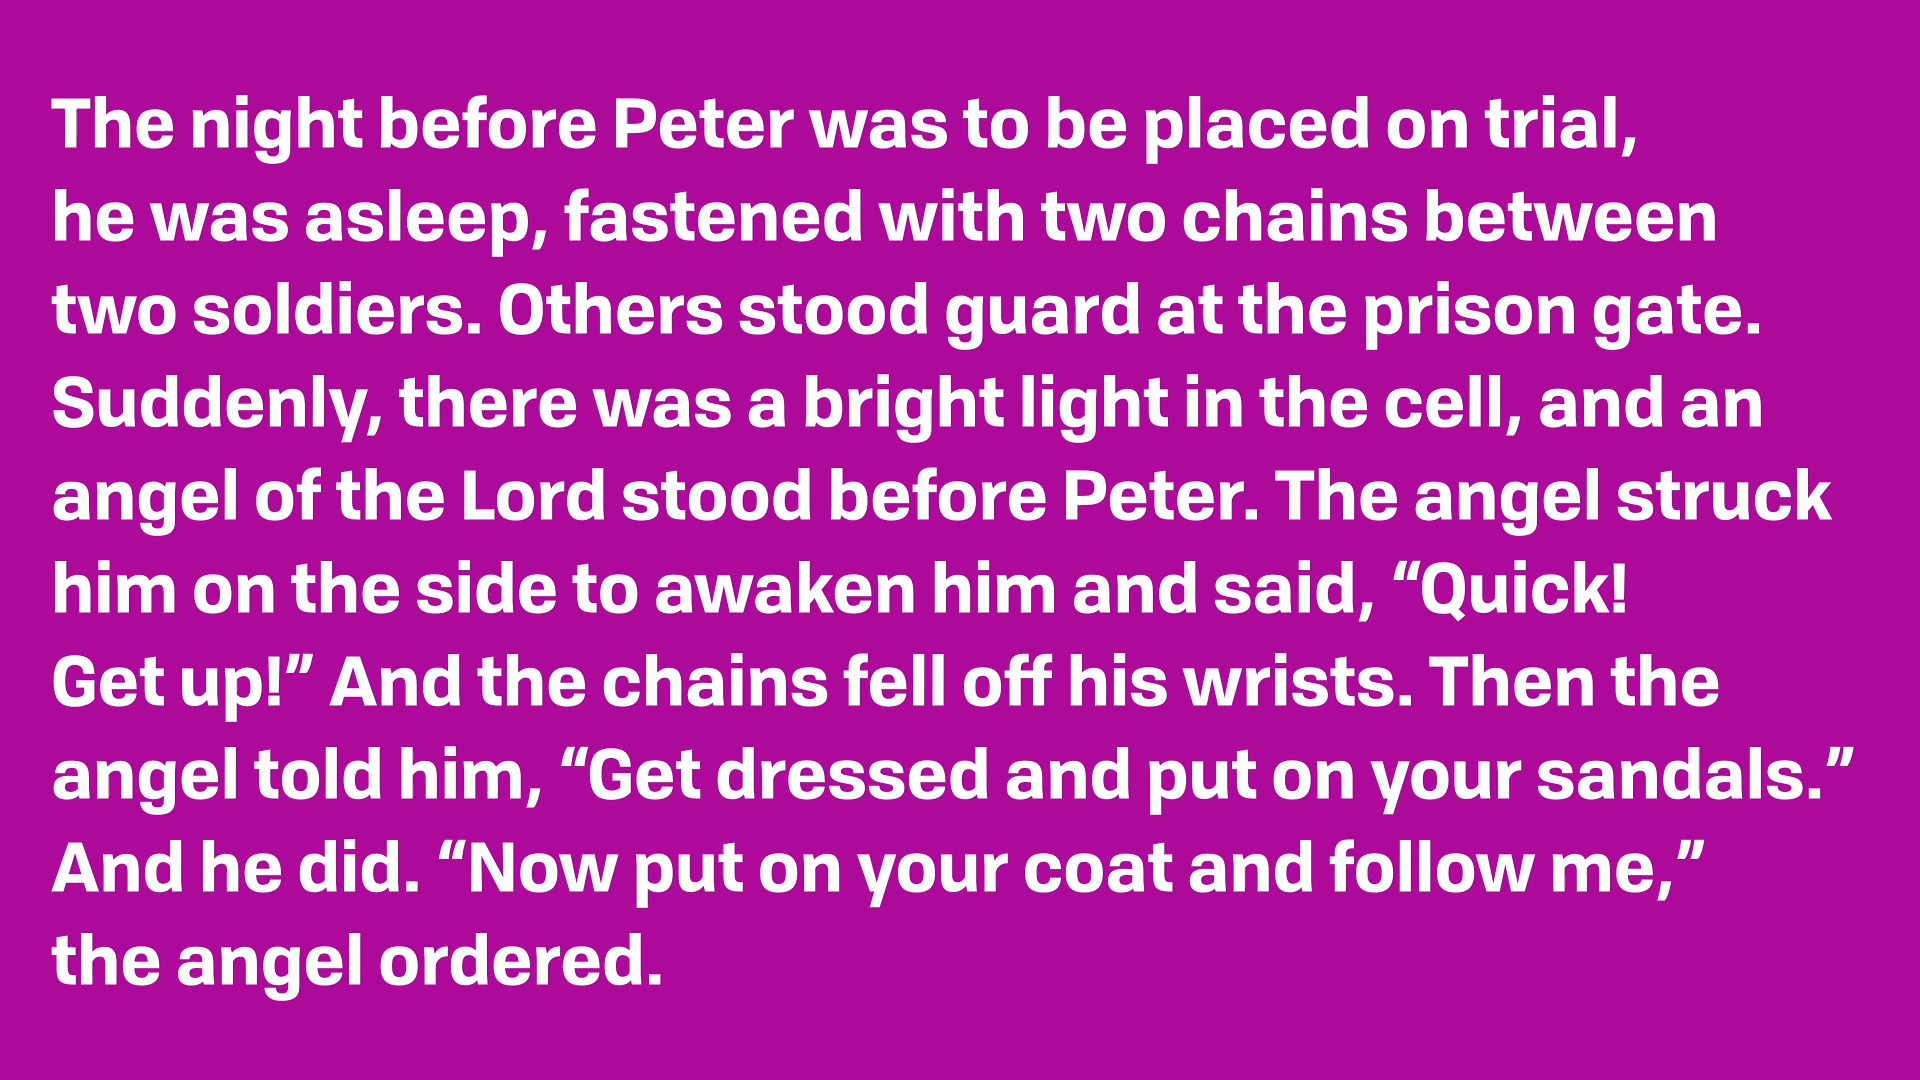 The night before Peter was to be placed on trial,
he was asleep, fastened with two chains between
two soldiers. Others stood guard at the prison gate.
Suddenly, there was a bright light in the cell, and an
angel of the Lord stood before Peter. The angel struck
him on the side to awaken him and said, “Quick!
Get up!” And the chains fell off his wrists. Then the
angel told him, “Get dressed and put on your sandals.”
And he did. “Now put on your coat and follow me,”
the angel ordered.